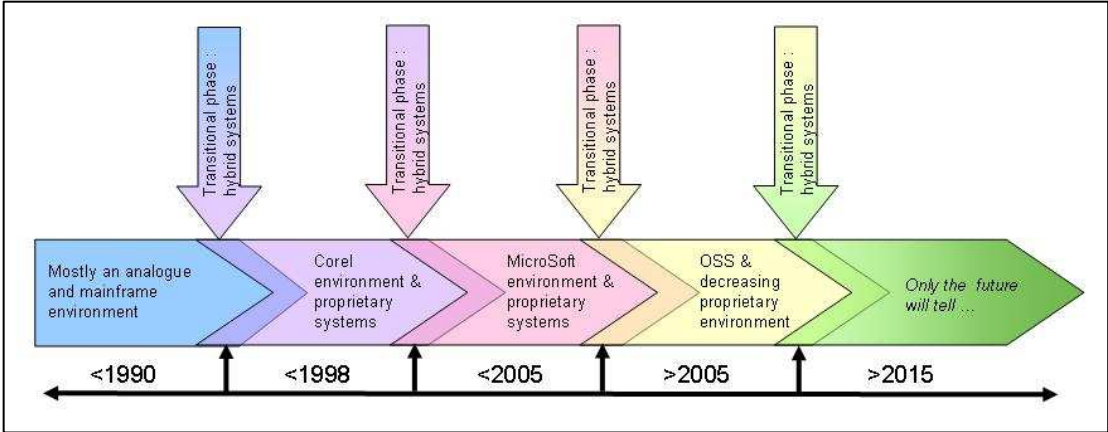 Transitional phase :
hybrid systems
Transitional phase :
hybrid systems
Transitional phase :
hybrid systems
Transitional phase :
hybrid systems
Mostly an analogue
and mainframe
environment
Corel
environment &
proprietary
systems
MicroSoft
environment &
proprietary
systems
OSS &
decreasing
proprietary
environment
Only the future
will tell ...
<1990
<1998
<2005
>2005
>2015